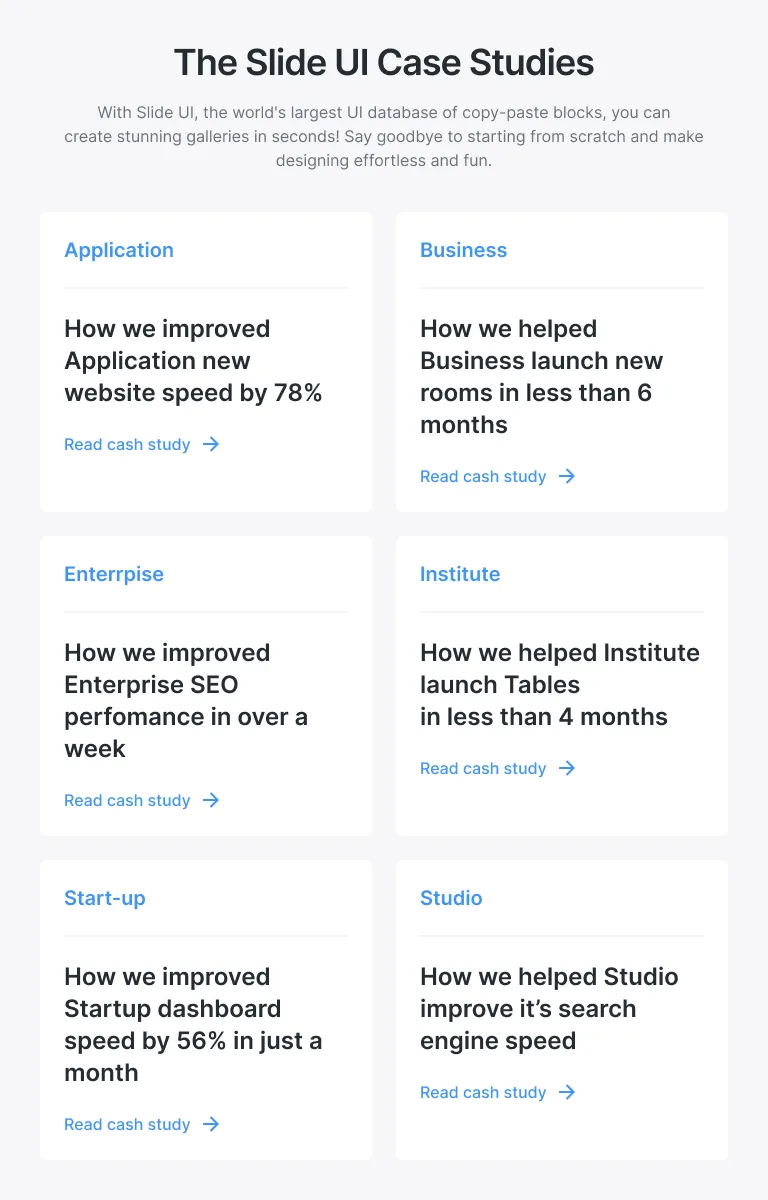 The Slide UI Case Studies
With Slide UI, the world's largest UI database of copy-paste blocks, you can
create stunning galleries in seconds! Say goodbye to starting from scratch and make
designing effortless and fun.
Application
How we improved
Application new
website speed by 78%
Read cash study
Business
How we helped
Business launch new
rooms in less than 6
months
Read cash study
Enterrpise
How we improved
Enterprise SEO
perfomance in over a
week
Read cash study
Institute
How we helped Institute
launch Tables
in less than 4 months
Read cash study
Start-up
How we improved
Startup dashboard
speed by 56% in just a
month
Read cash study
Studio
How we helped Studio
improve it’s search
engine speed
Read cash study